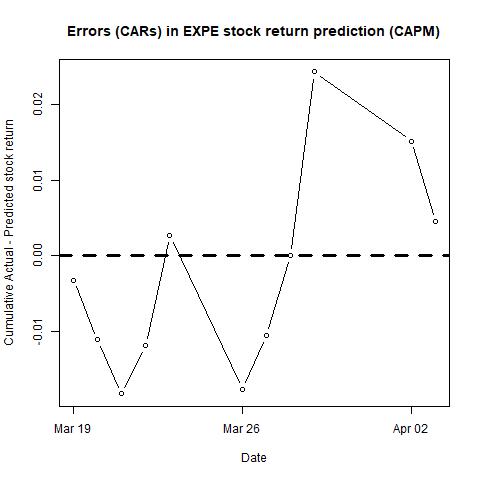 Errors (CARs) in EXPE stock return prediction (CAPM)
Cumulative Actual - Predicted stock return
0.02
0.01
0.00
-0.01
Mar 19
Mar 26
Apr 02
Date